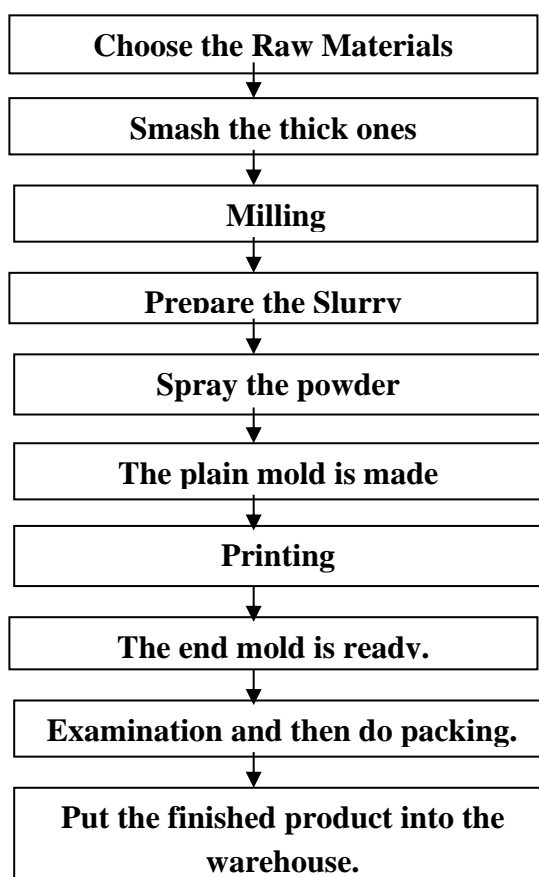 Choose the Raw Materials
Smash the thick ones
Milling
Prepare the Slurry
Spray the powder
The plain mold is made
Printing
The end mold is ready.
Examination and then do packing.
Put the finished product into the
warehouse.